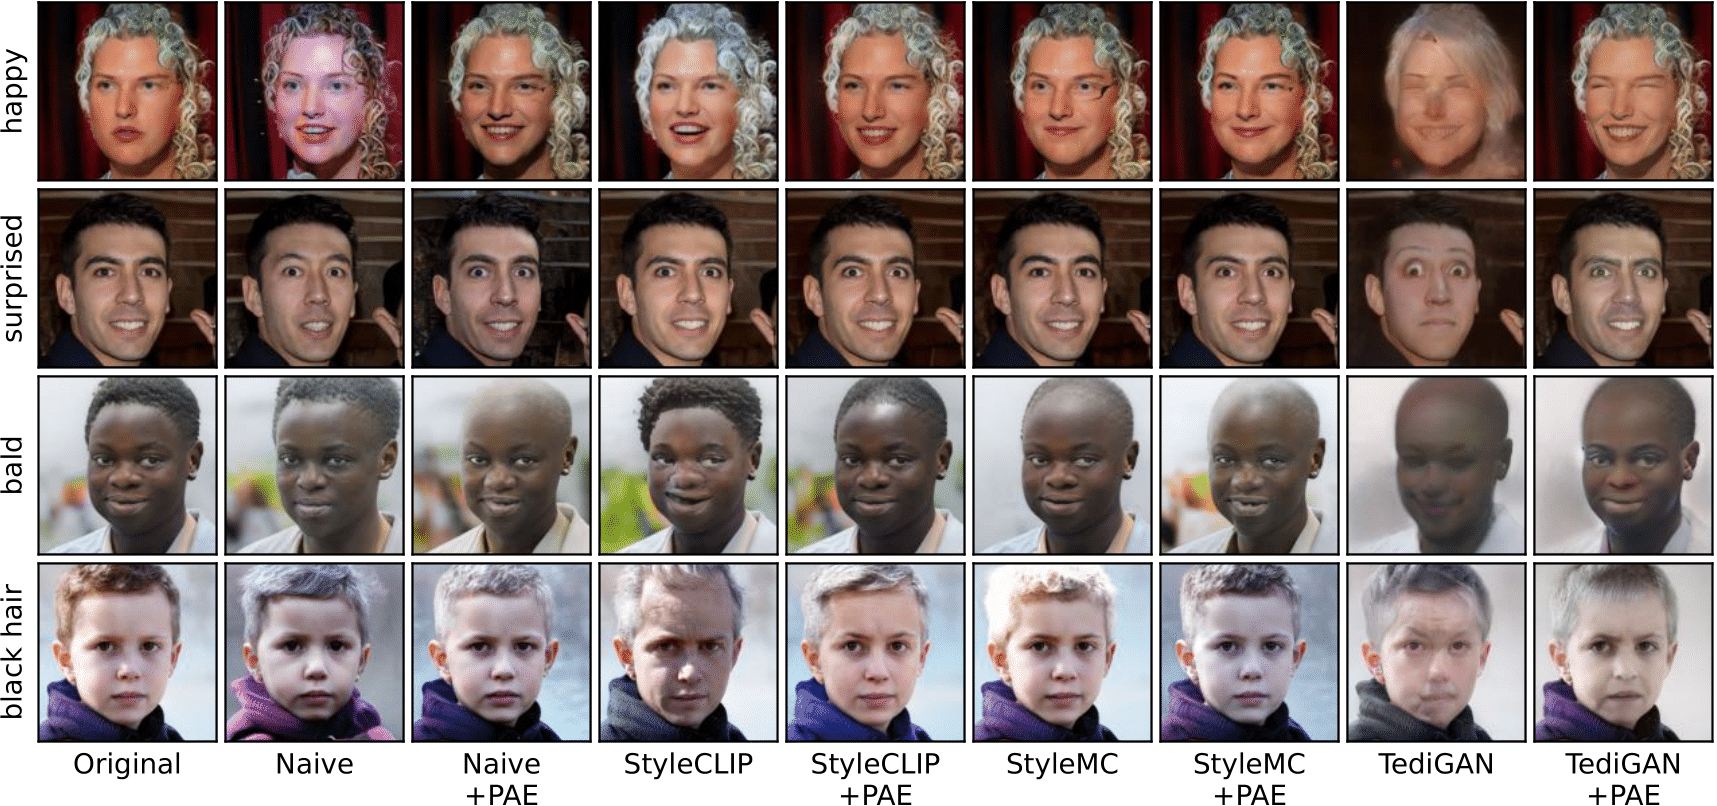 happy
surprised
bald
black hair
Original
Naive
Naive
+PAE
StyleCLIP
StyleCLIP
+PAE
StyleMC
StyleMC
+PAE
TediGAN
TediGAN
+PAE